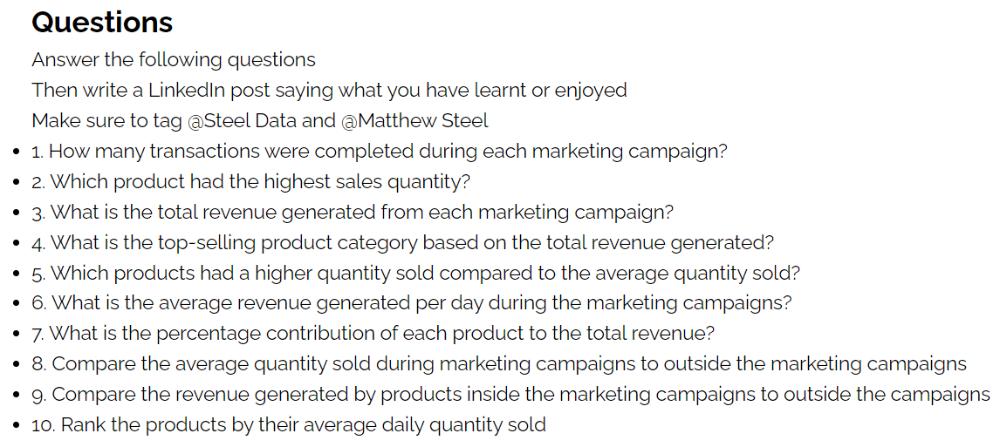 Questions
Answer the following questions
Then write a LinkedIn post saying what you have learnt or enjoyed
Make sure to tag @Steel Data and @Matthew Steel
• 1. How many transactions were completed during each marketing campaign?
• 2. Which product had the highest sales quantity?
• 3. What is the total revenue generated from each marketing campaign?
• 4. What is the top-selling product category based on the total revenue generated?
• 5. Which products had a higher quantity sold compared to the average quantity sold?
• 6. What is the average revenue generated per day during the marketing campaigns?
• 7. What is the percentage contribution of each product to the total revenue?
• 8. Compare the average quantity sold during marketing campaigns to outside the marketing campaigns
• 9. Compare the revenue generated by products inside the marketing campaigns to outside the campaigns
• 10. Rank the products by their average daily quantity sold